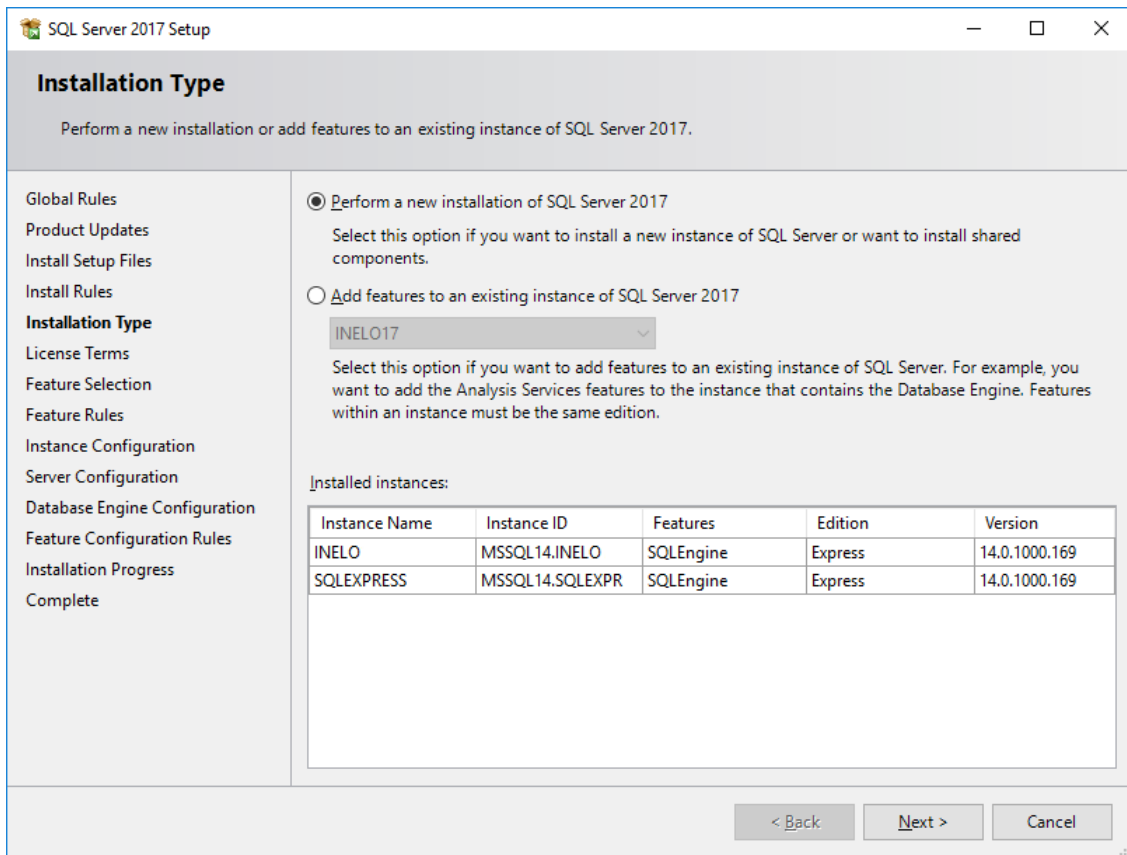 SQL Server 2017 Setup
Installation Type
Perform a new installation or add features to an existing instance of SQL Server 2017.
Global Rules
Product Updates
Install Setup Files
Install Rules
Installation Type
License Terms
Feature Selection
Feature Rules
Instance Configuration
Server Configuration
Database Engine Configuration
Feature Configuration Rules
Installation Progress
Complete
Perform a new installation of SQL Server 2017
Select this option if you want to install a new instance of SQL Server or want to install shared
components.
Add features to an existing instance of SQL Server 2017
INELO17
Select this option if you want to add features to an existing instance of SQL Server. For example, you
want to add the Analysis Services features to the instance that contains the Database Engine. Features
within an instance must be the same edition.
Installed instances:
Instance Name Instance ID Features Edition Version
INELO MSSQL14.INELO SQLEngine Express 14.0.1000.169
SQLEXPRESS MSSQL14.SQLEXPR SQLEngine Express 14.0.1000.169
< Back Next > Cancel